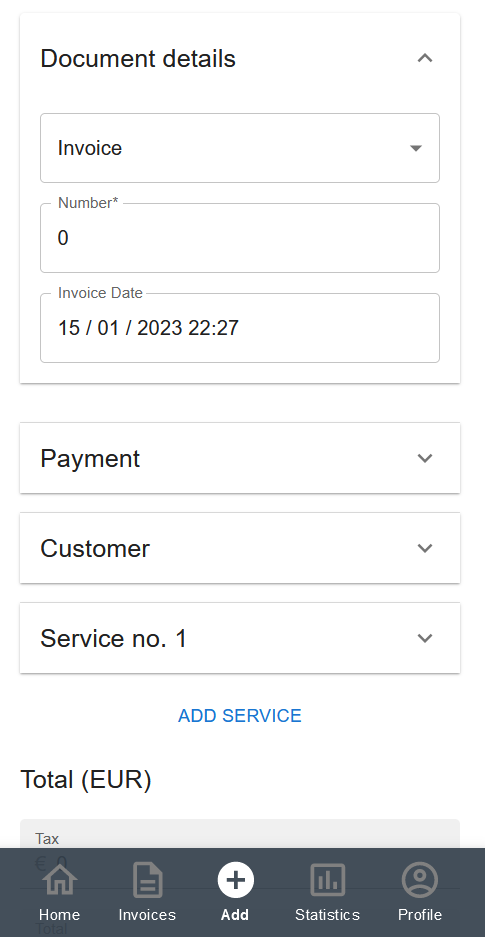 Document details
Invoice
Number*
0
Invoice Date
15 / 01 / 2023 22:27
Payment
Customer
Service no. 1
ADD SERVICE
Total (EUR)
Tax
€ 0
Home Invoices Add Statistics Profile
Total